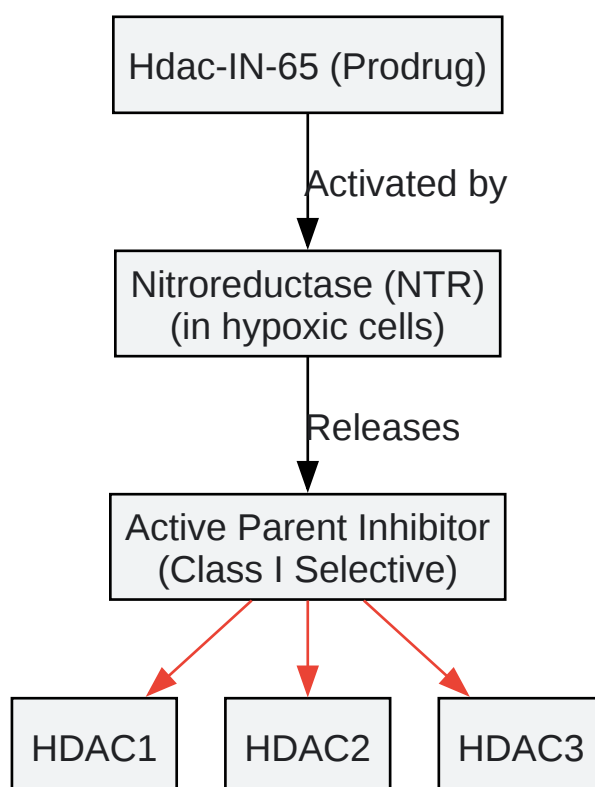 Hdac-IN-65 (Prodrug)
Activated by
Nitroreductase (NTR)
(in hypoxic cells)
Releases
Active Parent Inhibitor
(Class I Selective)
HDAC1
HDAC2
HDAC3